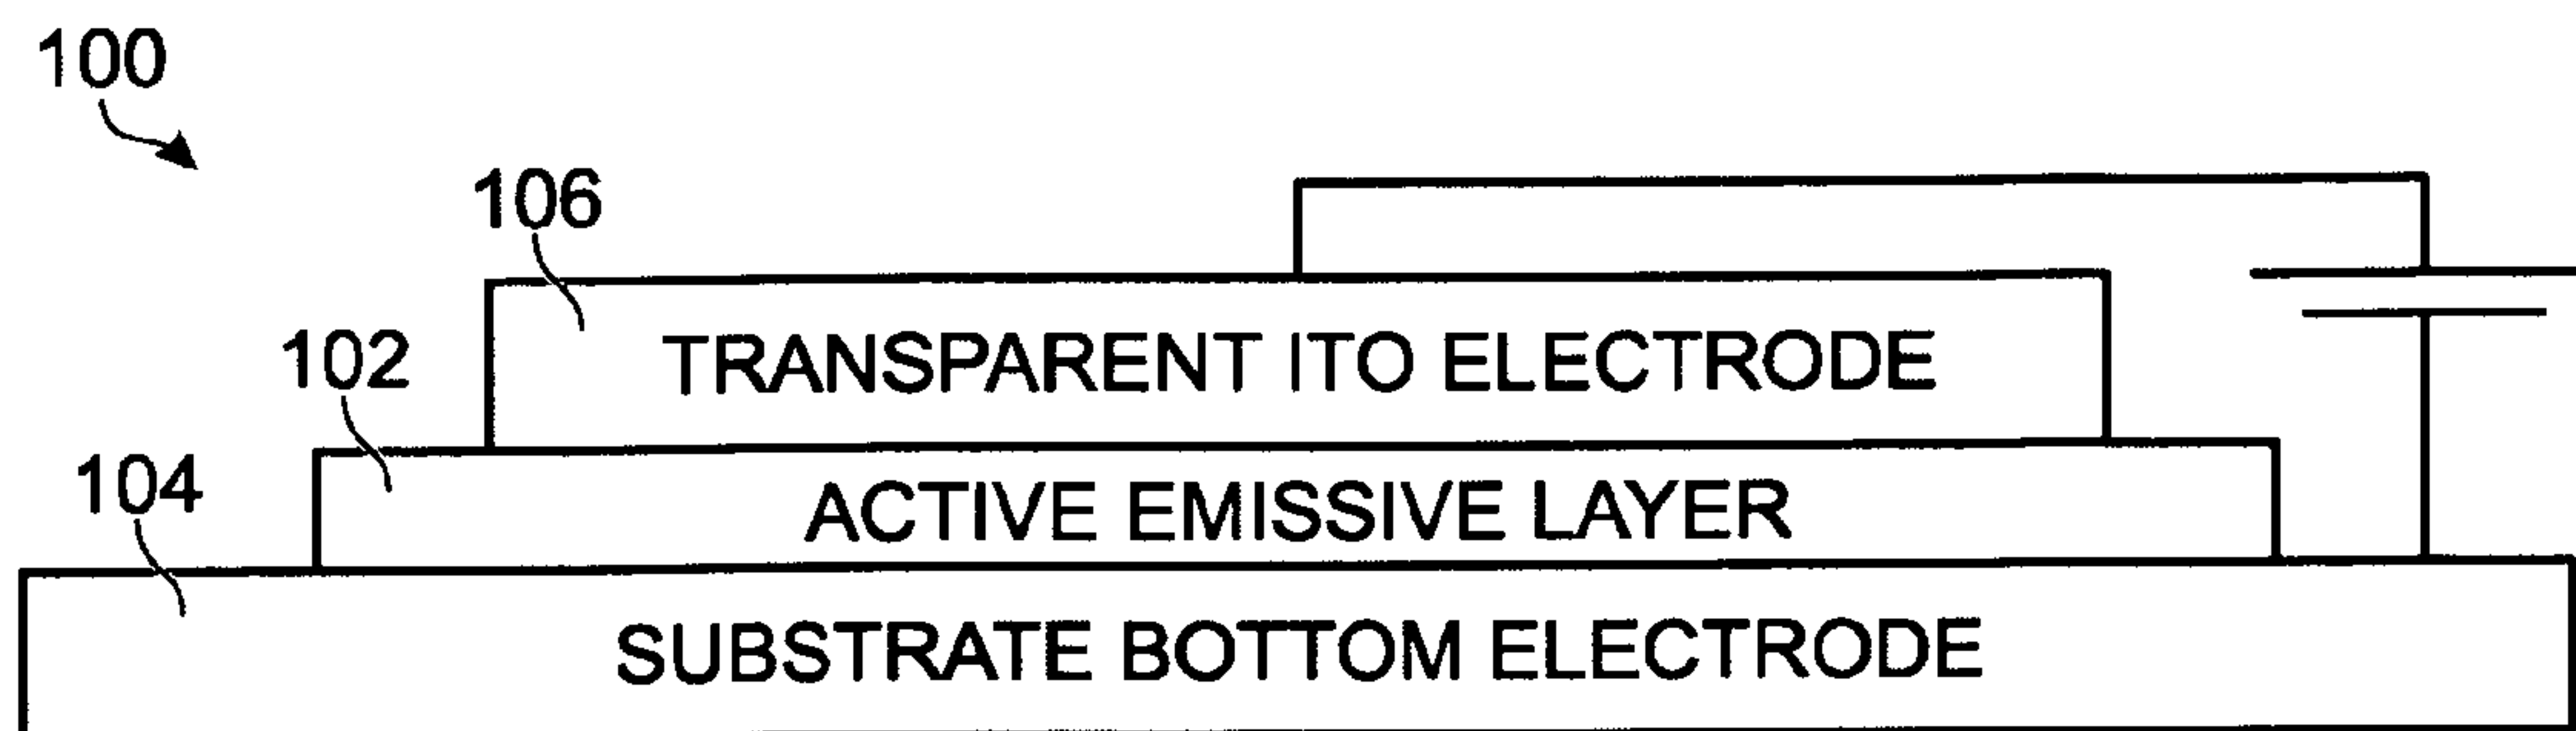 100
106
TRANSPARENT ITO ELECTRODE
102
ACTIVE EMISSIVE LAYER
104
SUBSTRATE BOTTOM ELECTRODE